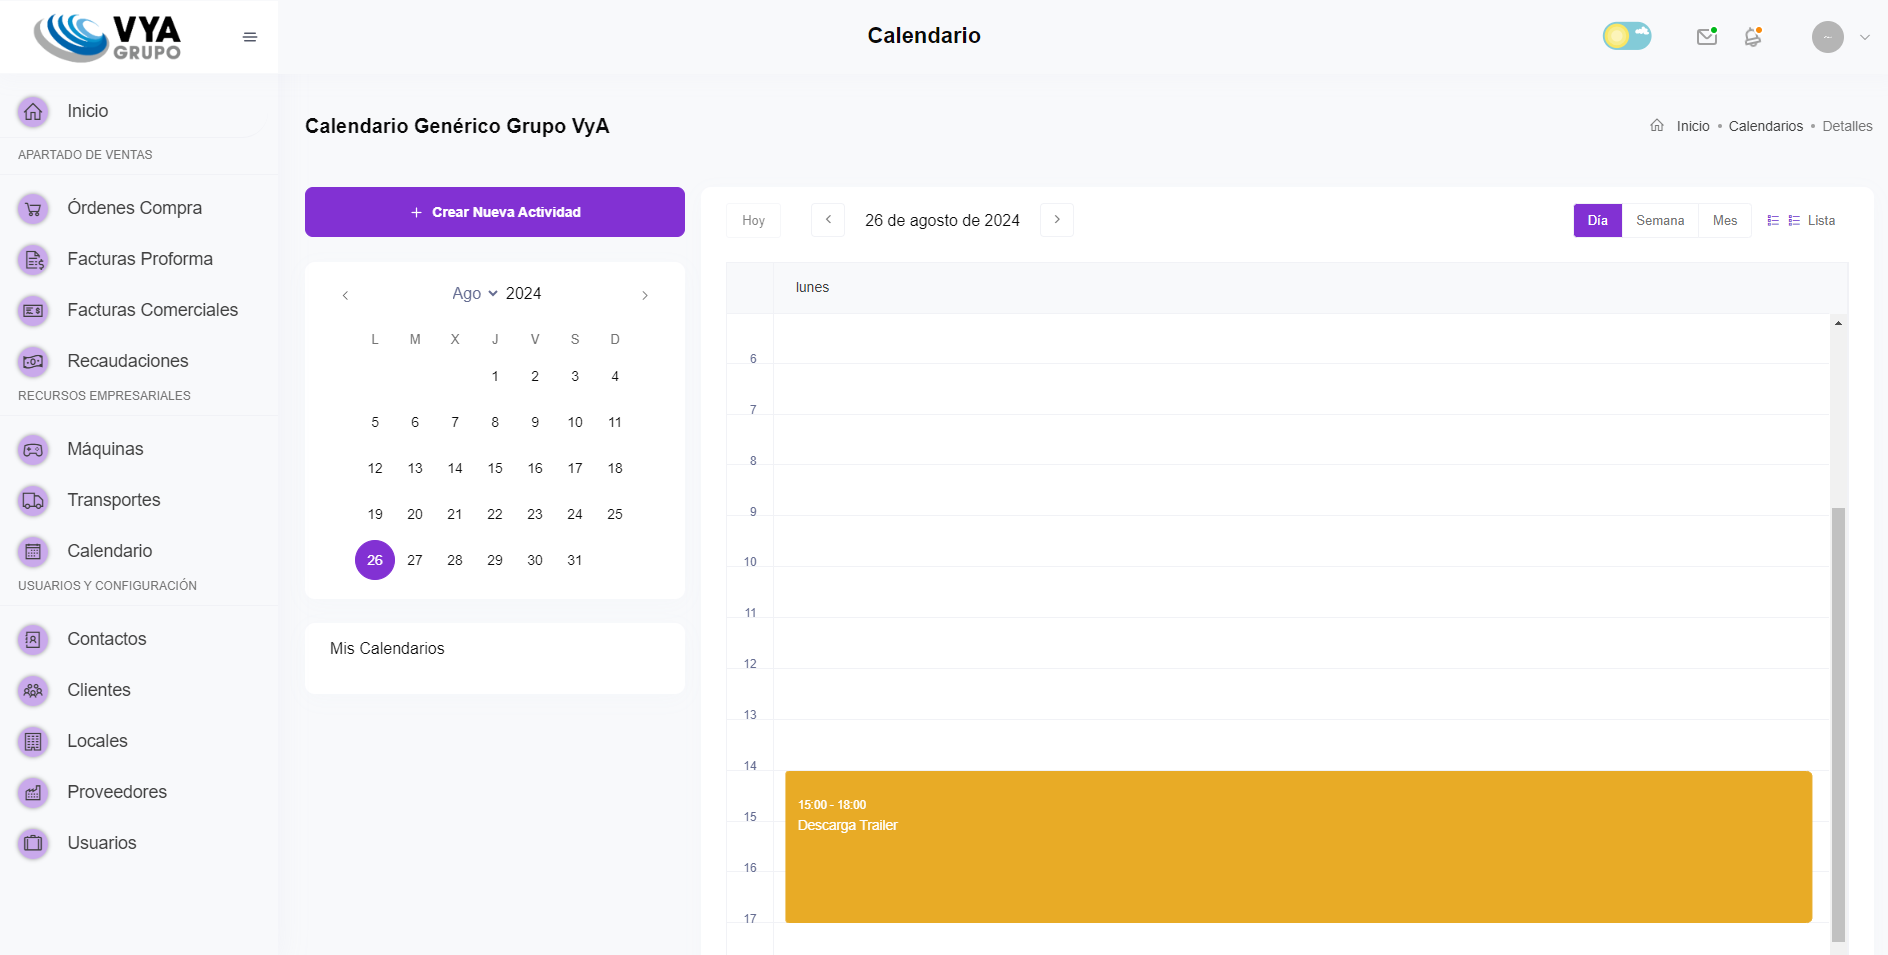 VYA
GRUPO
Calendario
Inicio
APARTADO DE VENTAS
Órdenes Compra
Facturas Proforma
Facturas Comerciales
Recaudaciones
RECURSOS EMPRESARIALES
Máquinas
Transportes
Calendario
USUARIOS Y CONFIGURACIÓN
Contactos
Clientes
Locales
Proveedores
Usuarios
Calendario Genérico Grupo VyA
Inicio • Calendarios • Detalles
+ Crear Nueva Actividad
Ago 2024
L M X J V S D
1 2 3 4
5 6 7 8 9 10 11
12 13 14 15 16 17 18
19 20 21 22 23 24 25
26 27 28 29 30 31
Mis Calendarios
Hoy
26 de agosto de 2024
Día Semana Mes Lista
lunes
6
7
8
9
10
11
12
13
14
15:00 - 18:00
15
Descarga Trailer
16
17